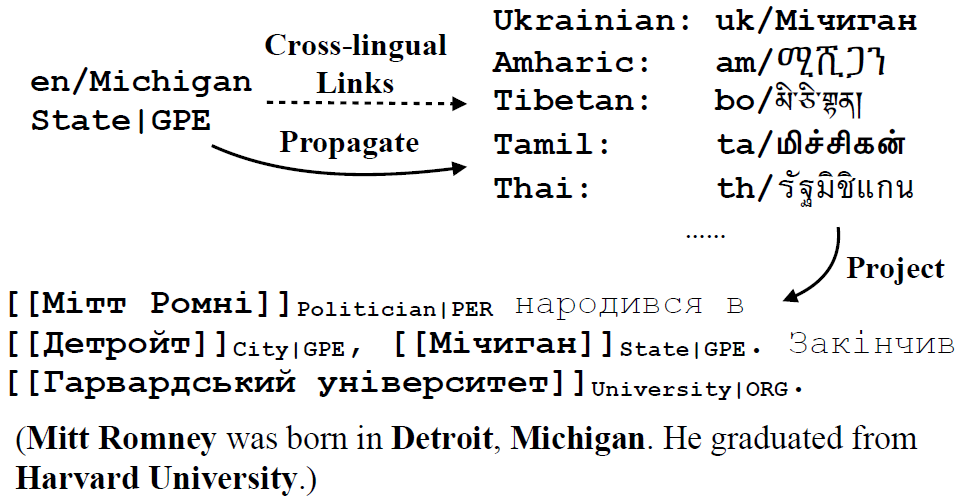 en/Michigan
State|GPE
Cross-lingual
Links
Propagate
Ukrainian: uk/Мічиган
Amharic: am/ሚሺጋን
Tibetan: bo/མི་ཅི་གྷན།
Tamil: ta/மிச்சிகன்
Thai: th/รัฐมิชิแกน
......
Project
[[Мітт Ромні]]Politician|PER народився в
[[Детройт]]City|GPE, [[Мічиган]]State|GPE. Закінчив
[[Гарвардський університет]]University|ORG.
(Mitt Romney was born in Detroit, Michigan. He graduated from
Harvard University.)